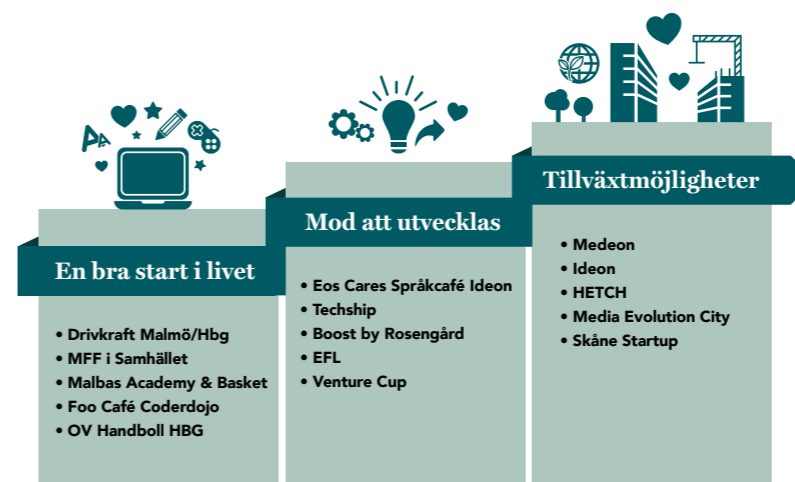 En bra start i livet
• Drivkraft Malmö/Hbg
• MFF i Samhället
• Malbas Academy & Basket
• Foo Café Coderdojo
• OV Handboll HBG
Mod att utvecklas
• Eos Cares Språkcafé Ideon
• Techship
• Boost by Rosengård
• EFL
• Venture Cup
Tillväxtmöjligheter
• Medeon
• Ideon
• HETCH
• Media Evolution City
• Skåne Startup
AA